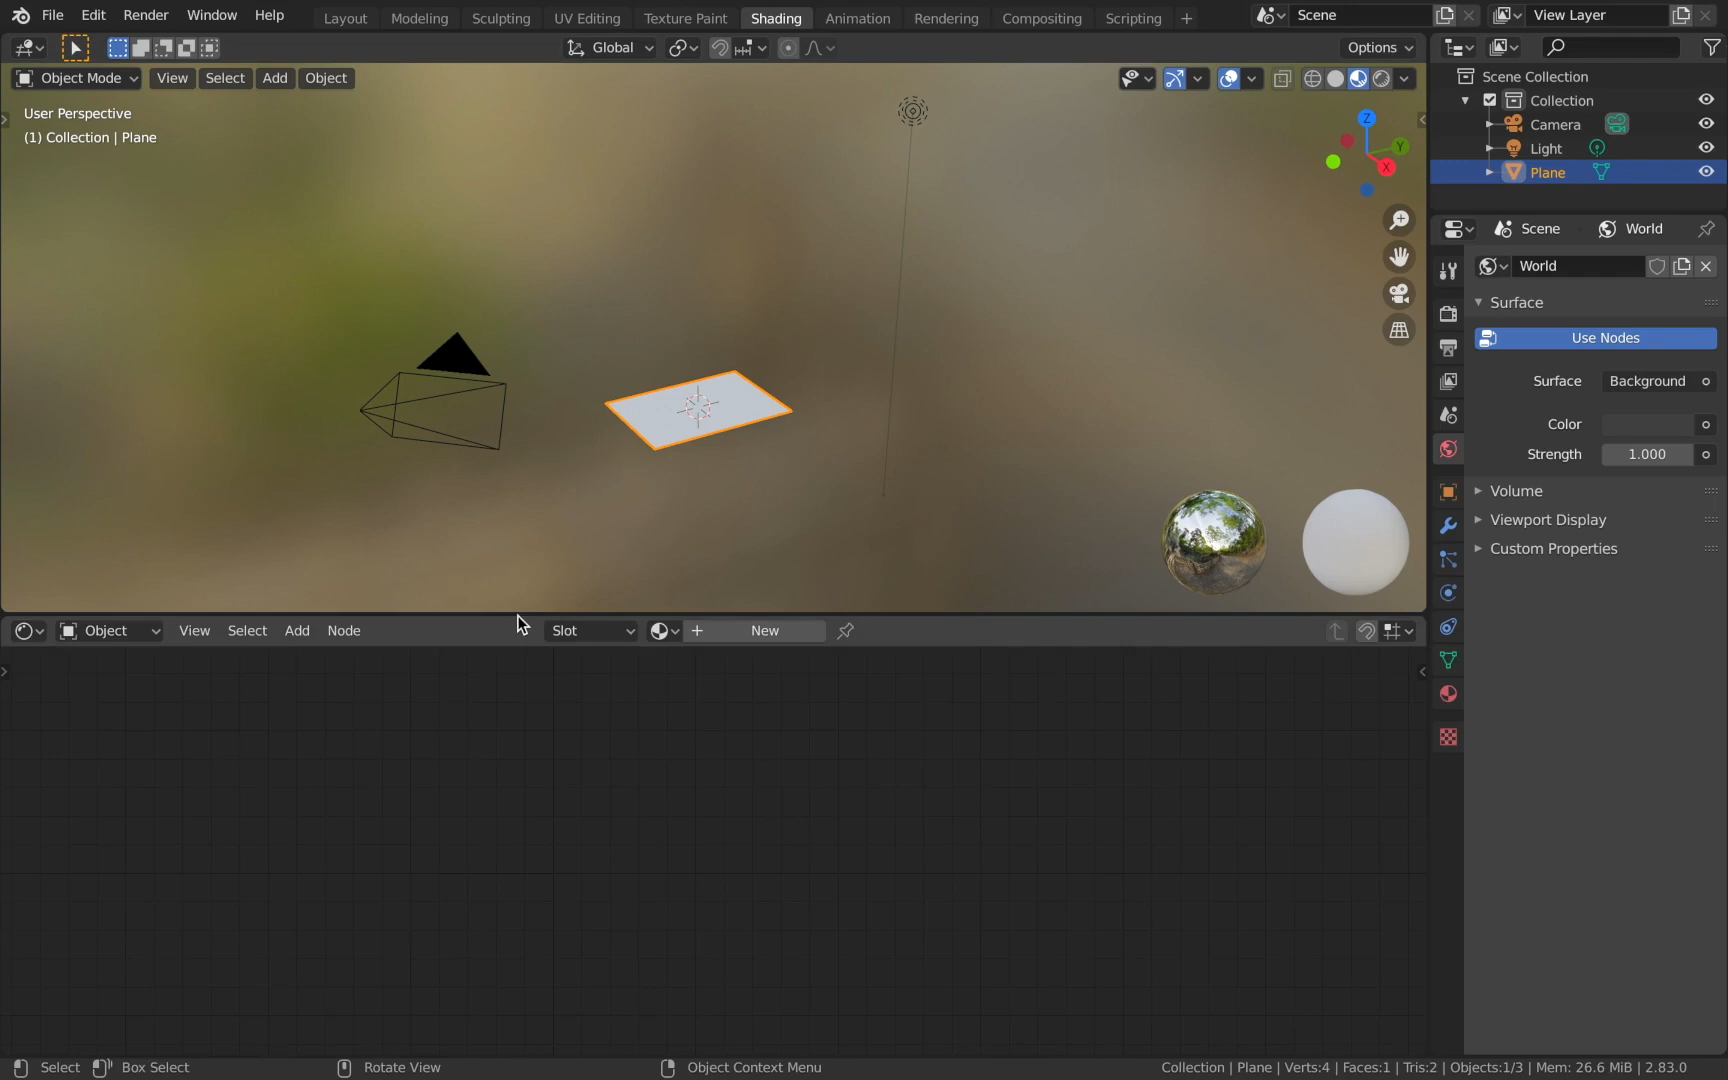 File Edit Render Window Help Layout Modeling Sculpting UV Editing Texture Paint Shading Animation Rendering Compositing Scripting + Scene View Layer
Global Options
Object Mode View Select Add Object
User Perspective
(1) Collection | Plane
Z
Y
X
Scene Collection
Collection
Camera
Light
Plane
Scene World
World
Surface
Use Nodes
Surface Background
Color
Strength 1.000
Volume
Viewport Display
Custom Properties
Object View Select Add Node Slot + New
Select Box Select Rotate View Object Context Menu Collection | Plane | Verts:4 | Faces:1 | Tris:2 | Objects:1/3 | Mem: 26.6 MiB | 2.83.0